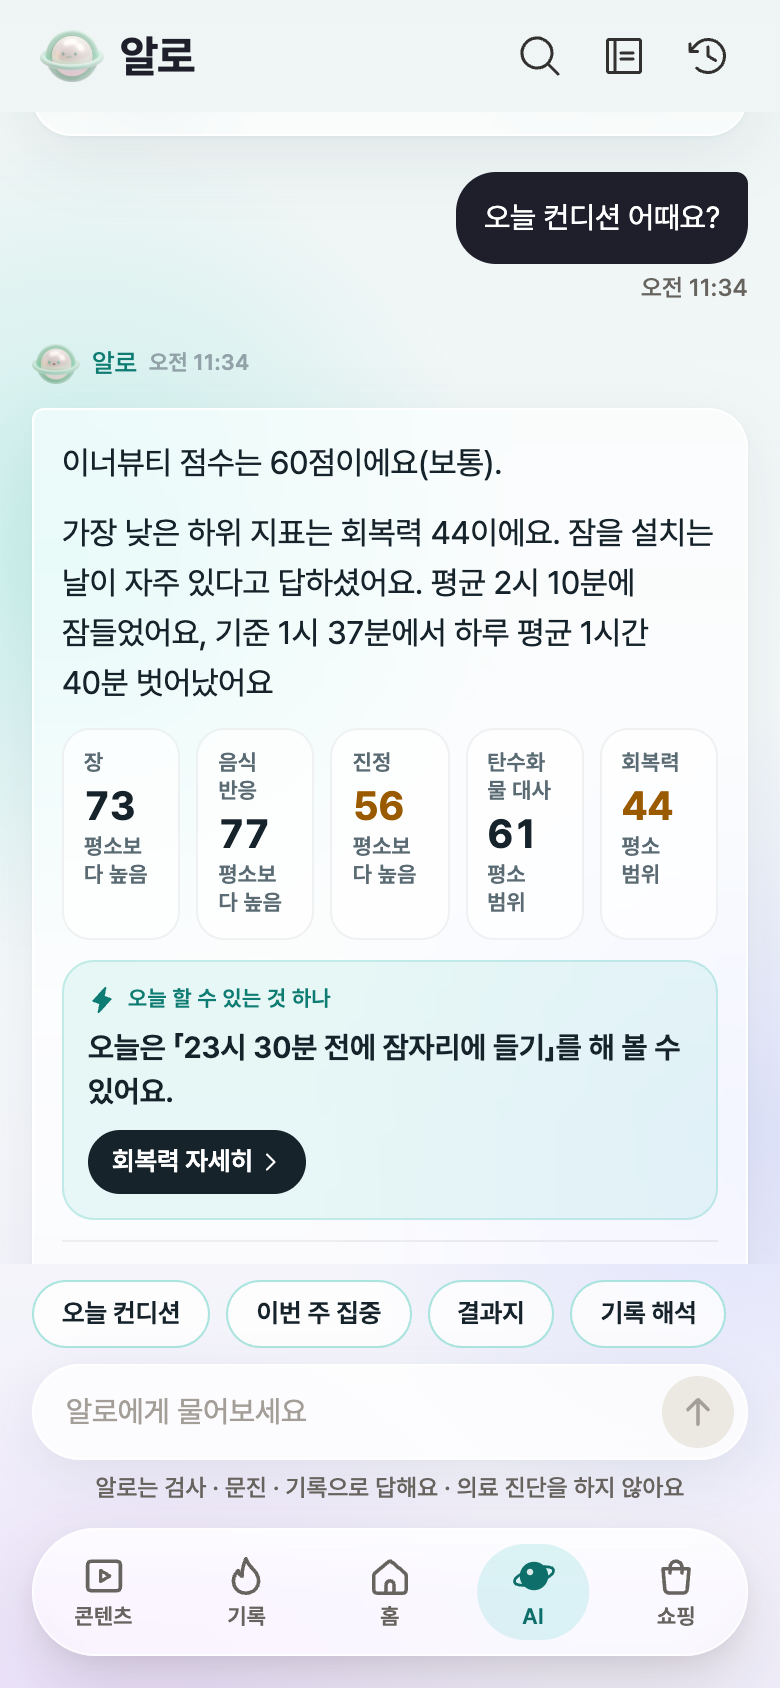 알로
오늘 컨디션 어때요?
오전 11:34
알로 오전 11:34
이너뷰티 점수는 60점이에요(보통).
가장 낮은 하위 지표는 회복력 44이에요. 잠을 설치는
날이 자주 있다고 답하셨어요. 평균 2시 10분에
잠들었어요, 기준 1시 37분에서 하루 평균 1시간
40분 벗어났어요
장
73
평소보
다 높음
음식
반응
77
평소보
다 높음
진정
56
평소보
다 높음
탄수화
물 대사
61
평소
범위
회복력
44
평소
범위
오늘 할 수 있는 것 하나
오늘은 「23시 30분 전에 잠자리에 들기」를 해 볼 수
있어요.
회복력 자세히
오늘 컨디션
이번 주 집중
결과지
기록 해석
알로에게 물어보세요
알로는 검사 · 문진 · 기록으로 답해요 · 의료 진단을 하지 않아요
콘텐츠
기록
홈
AI
쇼핑